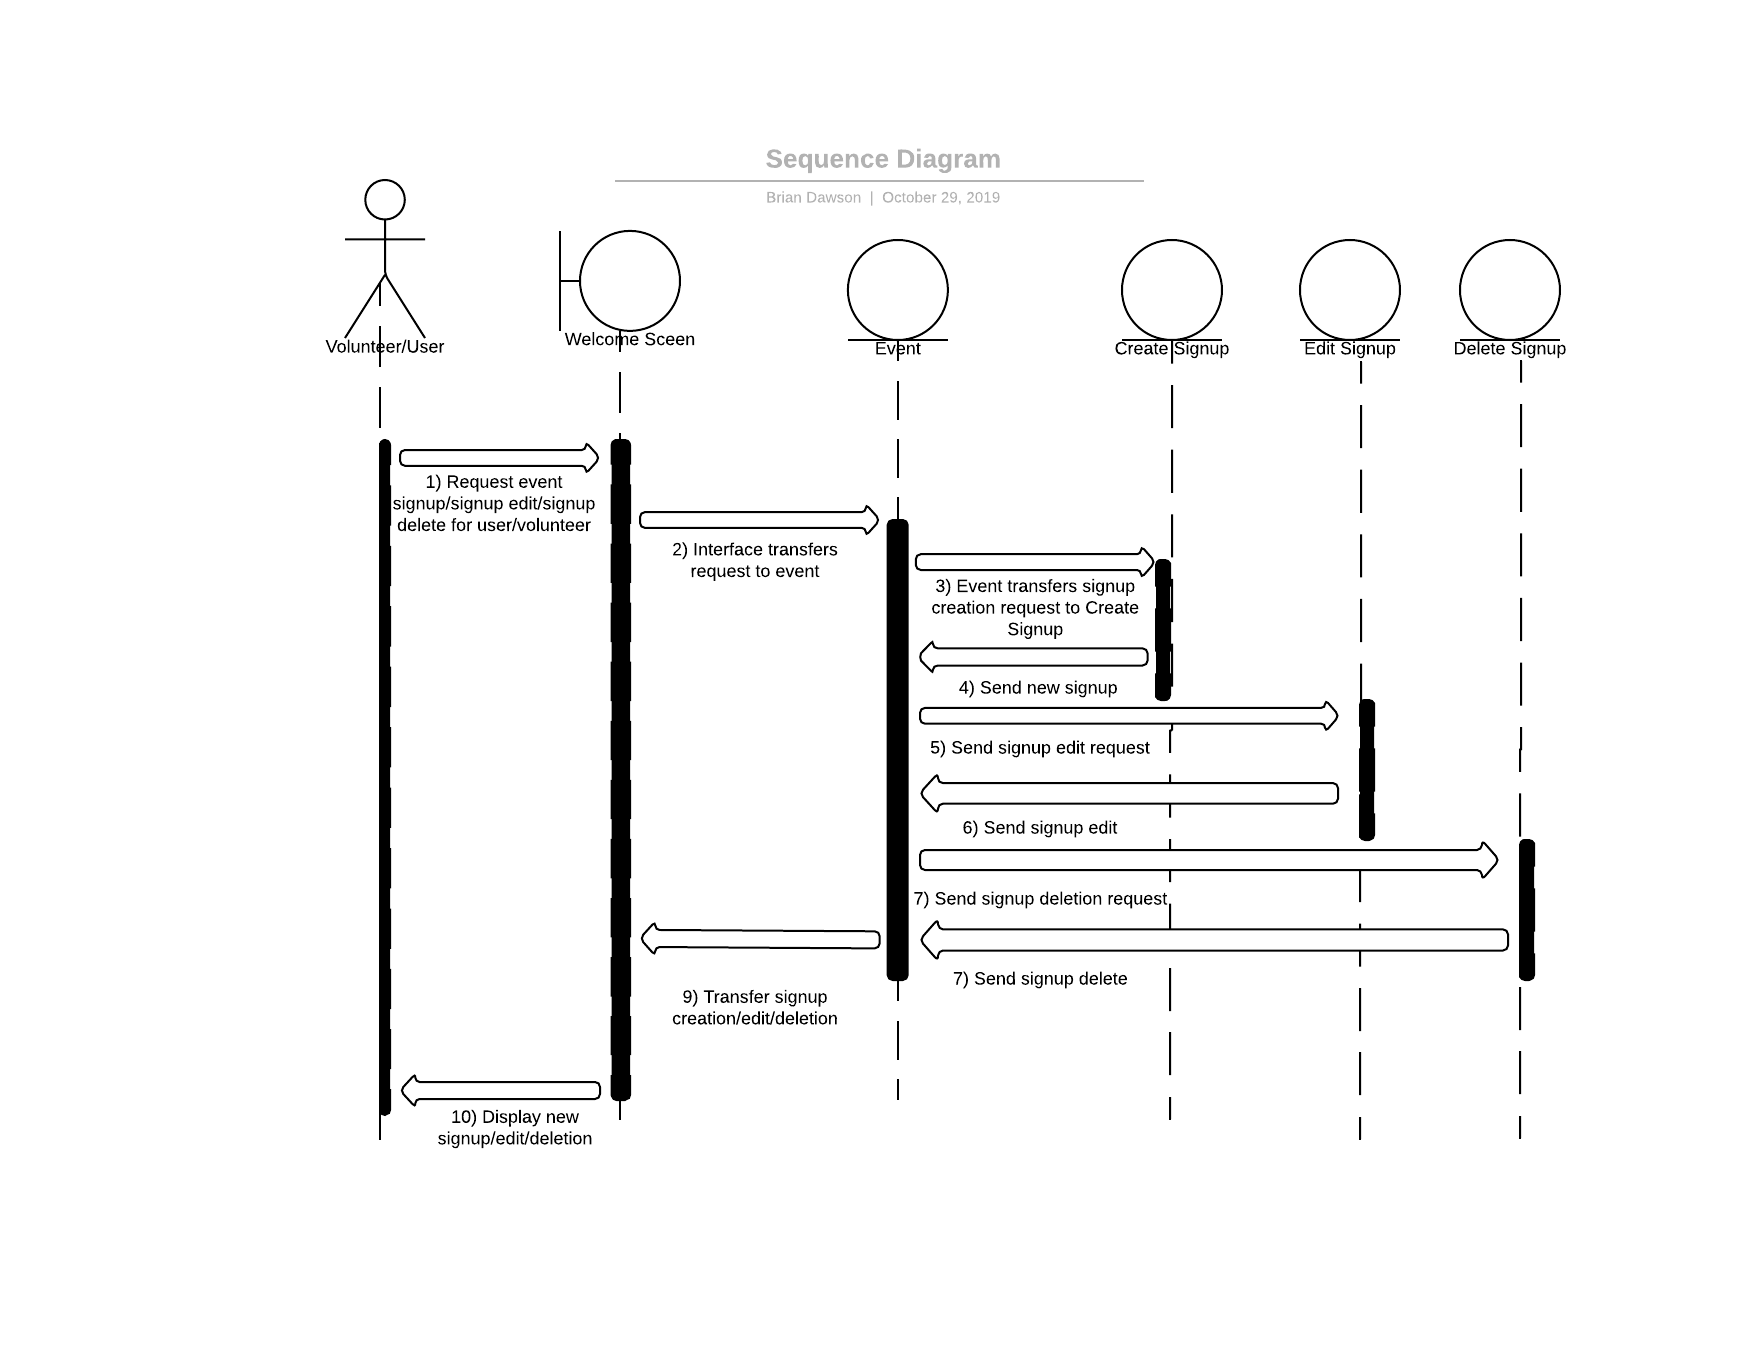 Sequence Diagram
Brian Dawson | October 29, 2019
Volunteer/User
Welcome Sceen
Event
Create Signup
Edit Signup
Delete Signup
1) Request event
signup/signup edit/signup
delete for user/volunteer
2) Interface transfers
request to event
3) Event transfers signup
creation request to Create
Signup
4) Send new signup
5) Send signup edit request
6) Send signup edit
7) Send signup deletion request
7) Send signup delete
9) Transfer signup
creation/edit/deletion
10) Display new
signup/edit/deletion